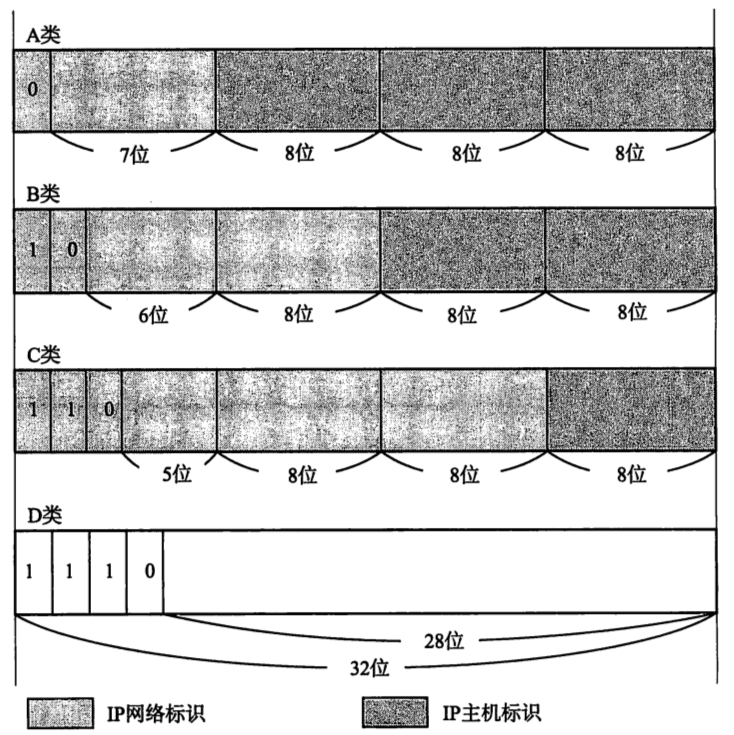 A类
0
7位 8位 8位 8位
B类
1 0
6位 8位 8位 8位
C类
1 1 0
5位 8位 8位 8位
D类
1 1 1 0
28位
32位
IP网络标识 IP主机标识